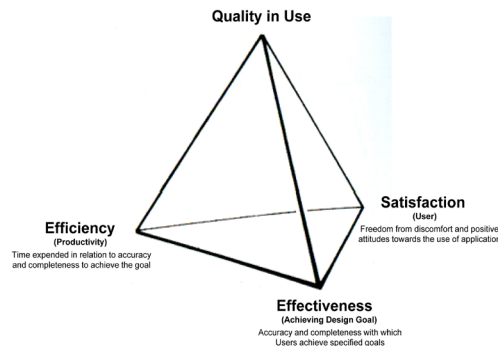 Quality in Use
Satisfaction
(User)
Freedom from discomfort and positive
attitudes towards the use of application
Efficiency
(Productivity)
Time expended in relation to accuracy
and completeness to achieve the goal
Effectiveness
(Achieving Design Goal)
Accuracy and completeness with which
Users achieve specified goals